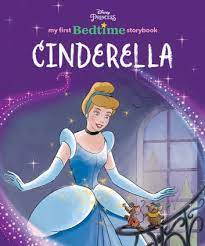 Disney
PRINCESS
my first Bedtime storybook
CINDERELLA